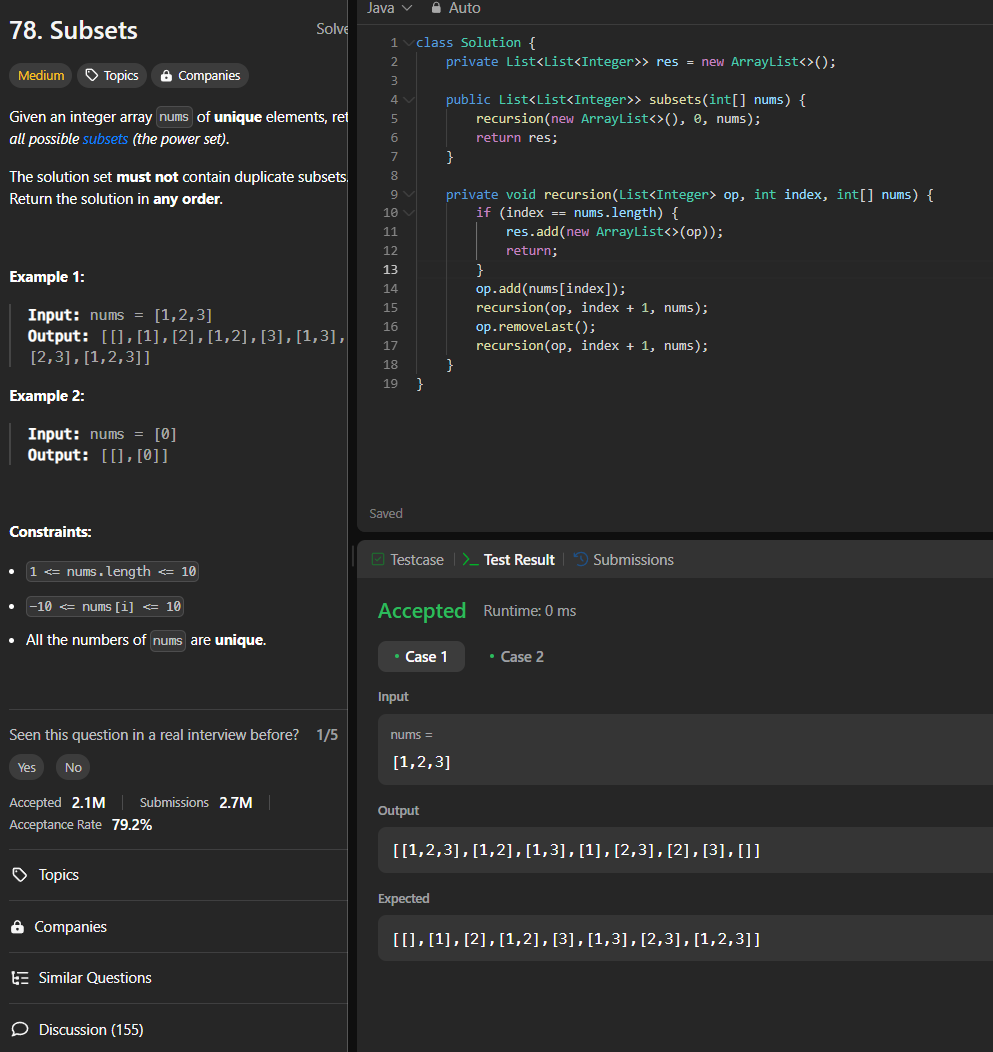 78. Subsets
Solve
Medium
Topics
Companies
Given an integer array nums of unique elements, ret
all possible subsets (the power set).
The solution set must not contain duplicate subsets.
Return the solution in any order.
Example 1:
Input: nums = [1,2,3]
Output: [[],[1],[2],[1,2],[3],[1,3],
[2,3],[1,2,3]]
Example 2:
Input: nums = [0]
Output: [[],[0]]
Constraints:
1 <= nums.length <= 10
-10 <= nums[i] <= 10
All the numbers of nums are unique.
Seen this question in a real interview before? 1/5
Yes No
Accepted 2.1M Submissions 2.7M
Acceptance Rate 79.2%
Topics
Companies
Similar Questions
Discussion (155)
Java Auto
1 class Solution {
2 private List<List<Integer>> res = new ArrayList<>();
3
4 public List<List<Integer>> subsets(int[] nums) {
5 recursion(new ArrayList<>(), 0, nums);
6 return res;
7 }
8
9 private void recursion(List<Integer> op, int index, int[] nums) {
10 if (index == nums.length) {
11 res.add(new ArrayList<>(op));
12 return;
13 }
14 op.add(nums[index]);
15 recursion(op, index + 1, nums);
16 op.removeLast();
17 recursion(op, index + 1, nums);
18 }
19 }
Saved
Testcase Test Result Submissions
Accepted Runtime: 0 ms
Case 1 Case 2
Input
nums =
[1,2,3]
Output
[[1,2,3],[1,2],[1,3],[1],[2,3],[2],[3],[]]
Expected
[[],[1],[2],[1,2],[3],[1,3],[2,3],[1,2,3]]